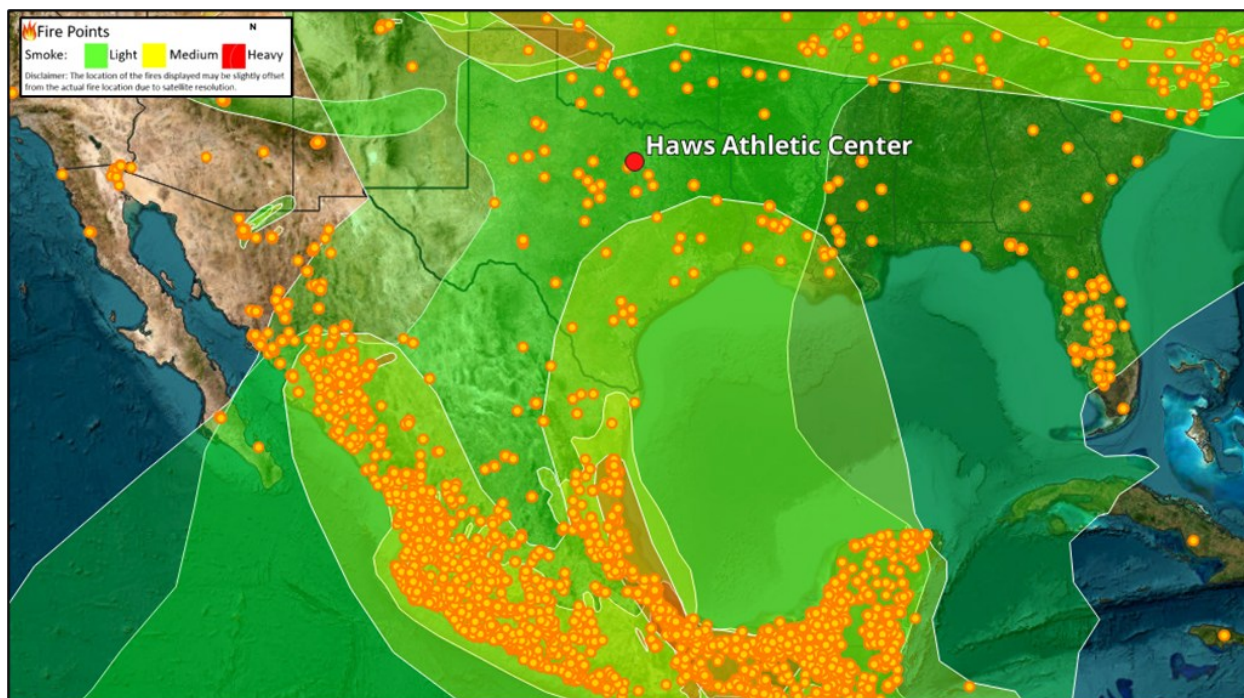 Fire Points
N
Smoke: Light Medium Heavy
Disclaimer: The location of the fires displayed may be slightly offset
from the actual fire location due to satellite resolution.
Haws Athletic Center